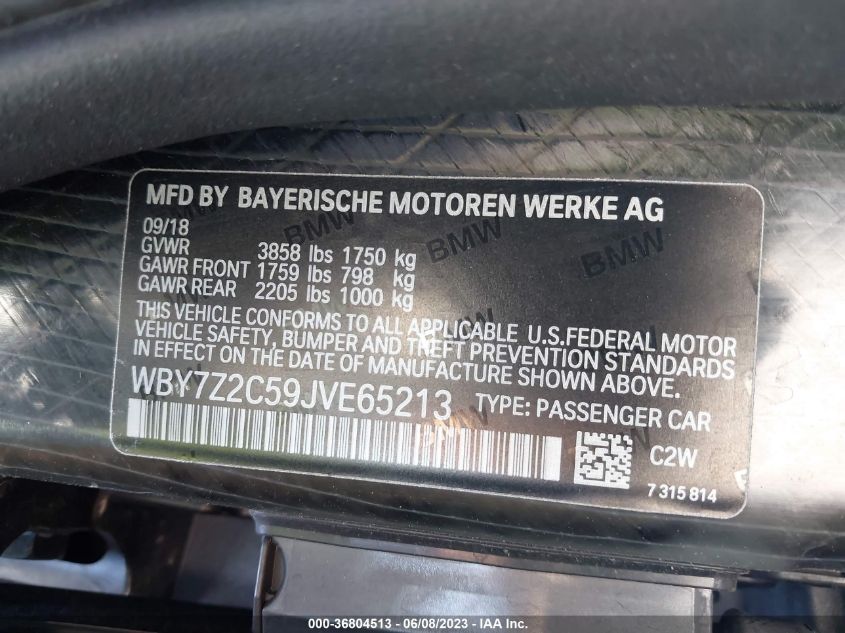 MFD BY BAYERISCHE MOTOREN WERKE AG
09/18
GVWR 3858 lbs 1750 kg
GAWR FRONT 1759 lbs 798 kg
GAWR REAR 2205 lbs 1000 kg
THIS VEHICLE CONFORMS TO ALL APPLICABLE U.S.FEDERAL MOTOR
VEHICLE SAFETY, BUMPER AND THEFT PREVENTION STANDARDS
IN EFFECT ON THE DATE OF MANUFACTURE SHOWN ABOVE.
WBY7Z2C59JVE65213 TYPE: PASSENGER CAR
C2W
7 315 814
BMW
BMW
BMW
000-36804513 - 06/08/2023 - IAA Inc.